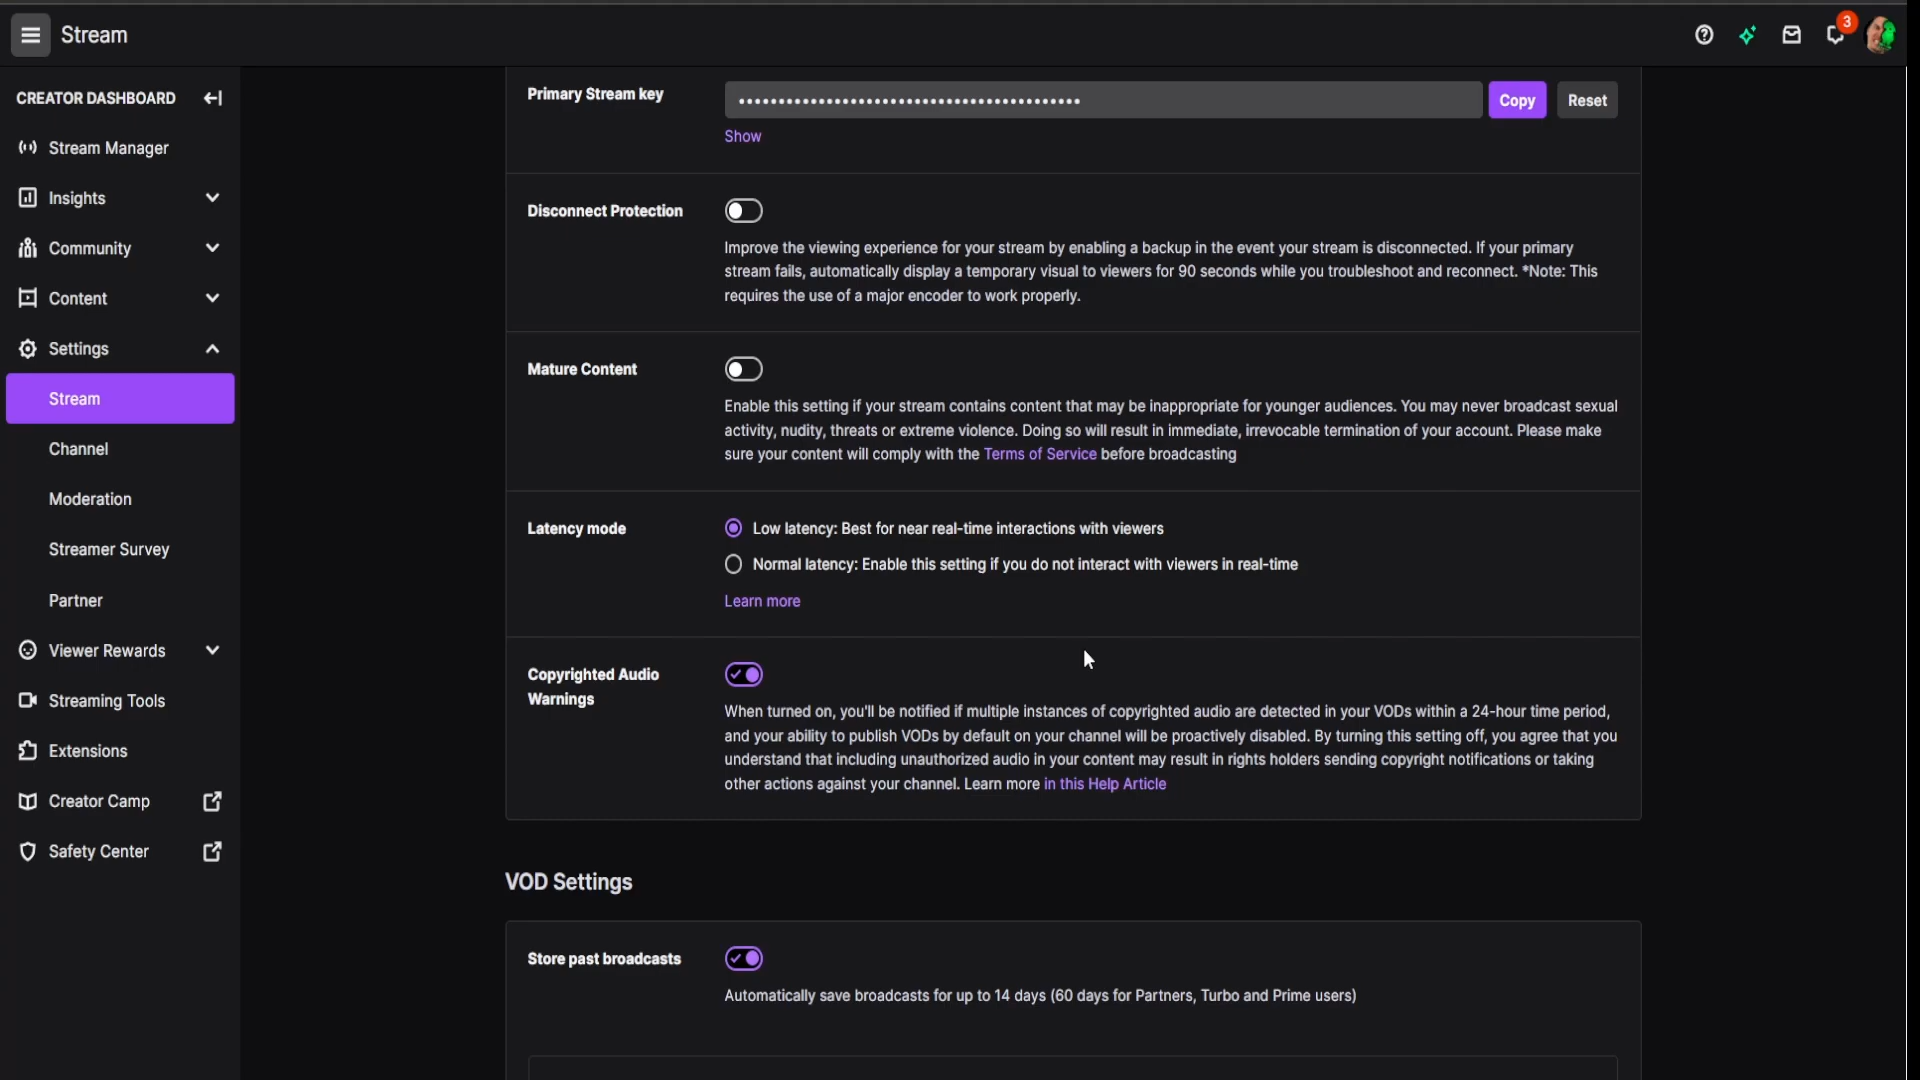 Stream
3
CREATOR DASHBOARD
Stream Manager
Insights
Community
Content
Settings
Stream
Channel
Moderation
Streamer Survey
Partner
Viewer Rewards
Streaming Tools
Extensions
Creator Camp
Safety Center
Primary Stream key
••••••••••••••••••••••••••••••••••••••••••••
Copy
Reset
Show
Disconnect Protection
Improve the viewing experience for your stream by enabling a backup in the event your stream is disconnected. If your primary
stream fails, automatically display a temporary visual to viewers for 90 seconds while you troubleshoot and reconnect. *Note: This
requires the use of a major encoder to work properly.
Mature Content
Enable this setting if your stream contains content that may be inappropriate for younger audiences. You may never broadcast sexual
activity, nudity, threats or extreme violence. Doing so will result in immediate, irrevocable termination of your account. Please make
sure your content will comply with the Terms of Service before broadcasting
Latency mode
Low latency: Best for near real-time interactions with viewers
Normal latency: Enable this setting if you do not interact with viewers in real-time
Learn more
Copyrighted Audio
Warnings
When turned on, you'll be notified if multiple instances of copyrighted audio are detected in your VODs within a 24-hour time period,
and your ability to publish VODs by default on your channel will be proactively disabled. By turning this setting off, you agree that you
understand that including unauthorized audio in your content may result in rights holders sending copyright notifications or taking
other actions against your channel. Learn more in this Help Article
VOD Settings
Store past broadcasts
Automatically save broadcasts for up to 14 days (60 days for Partners, Turbo and Prime users)